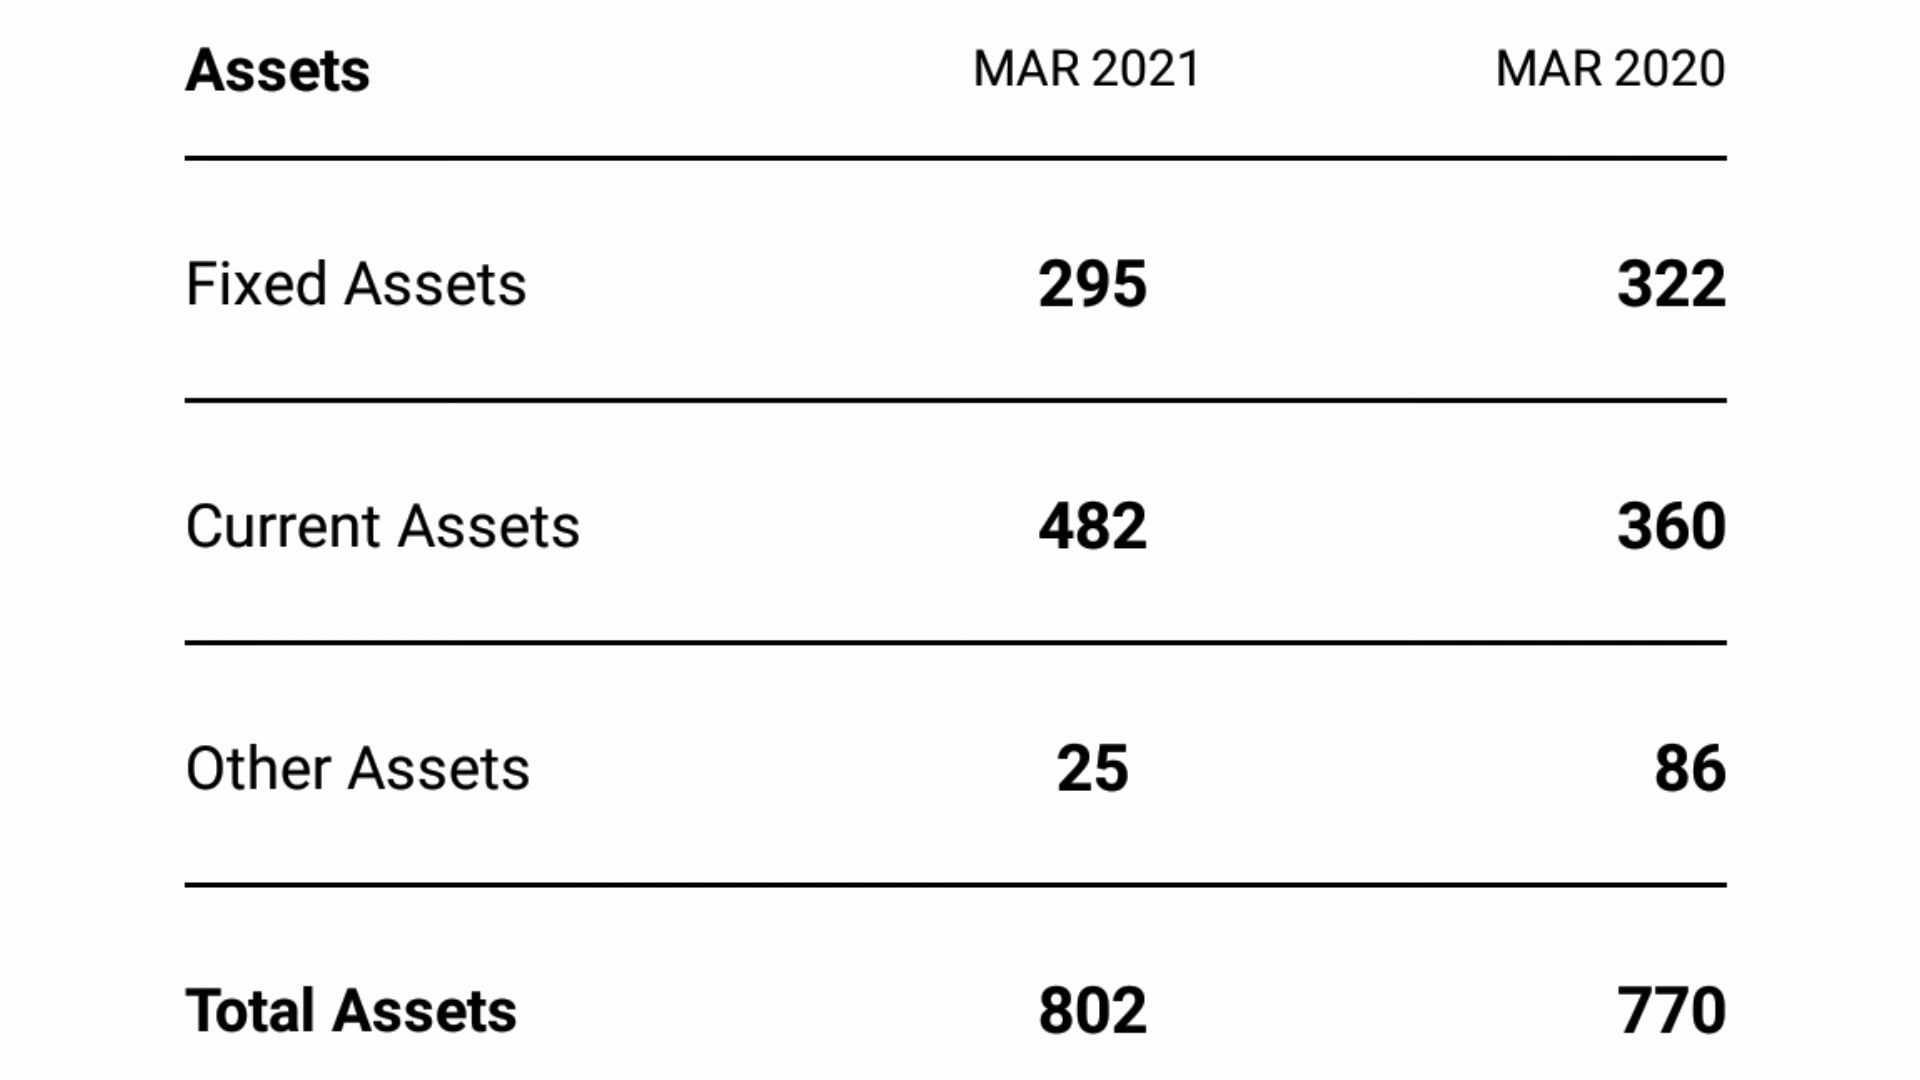 Assets MAR 2021 MAR 2020
Fixed Assets 295 322
Current Assets 482 360
Other Assets 25 86
Total Assets 802 770